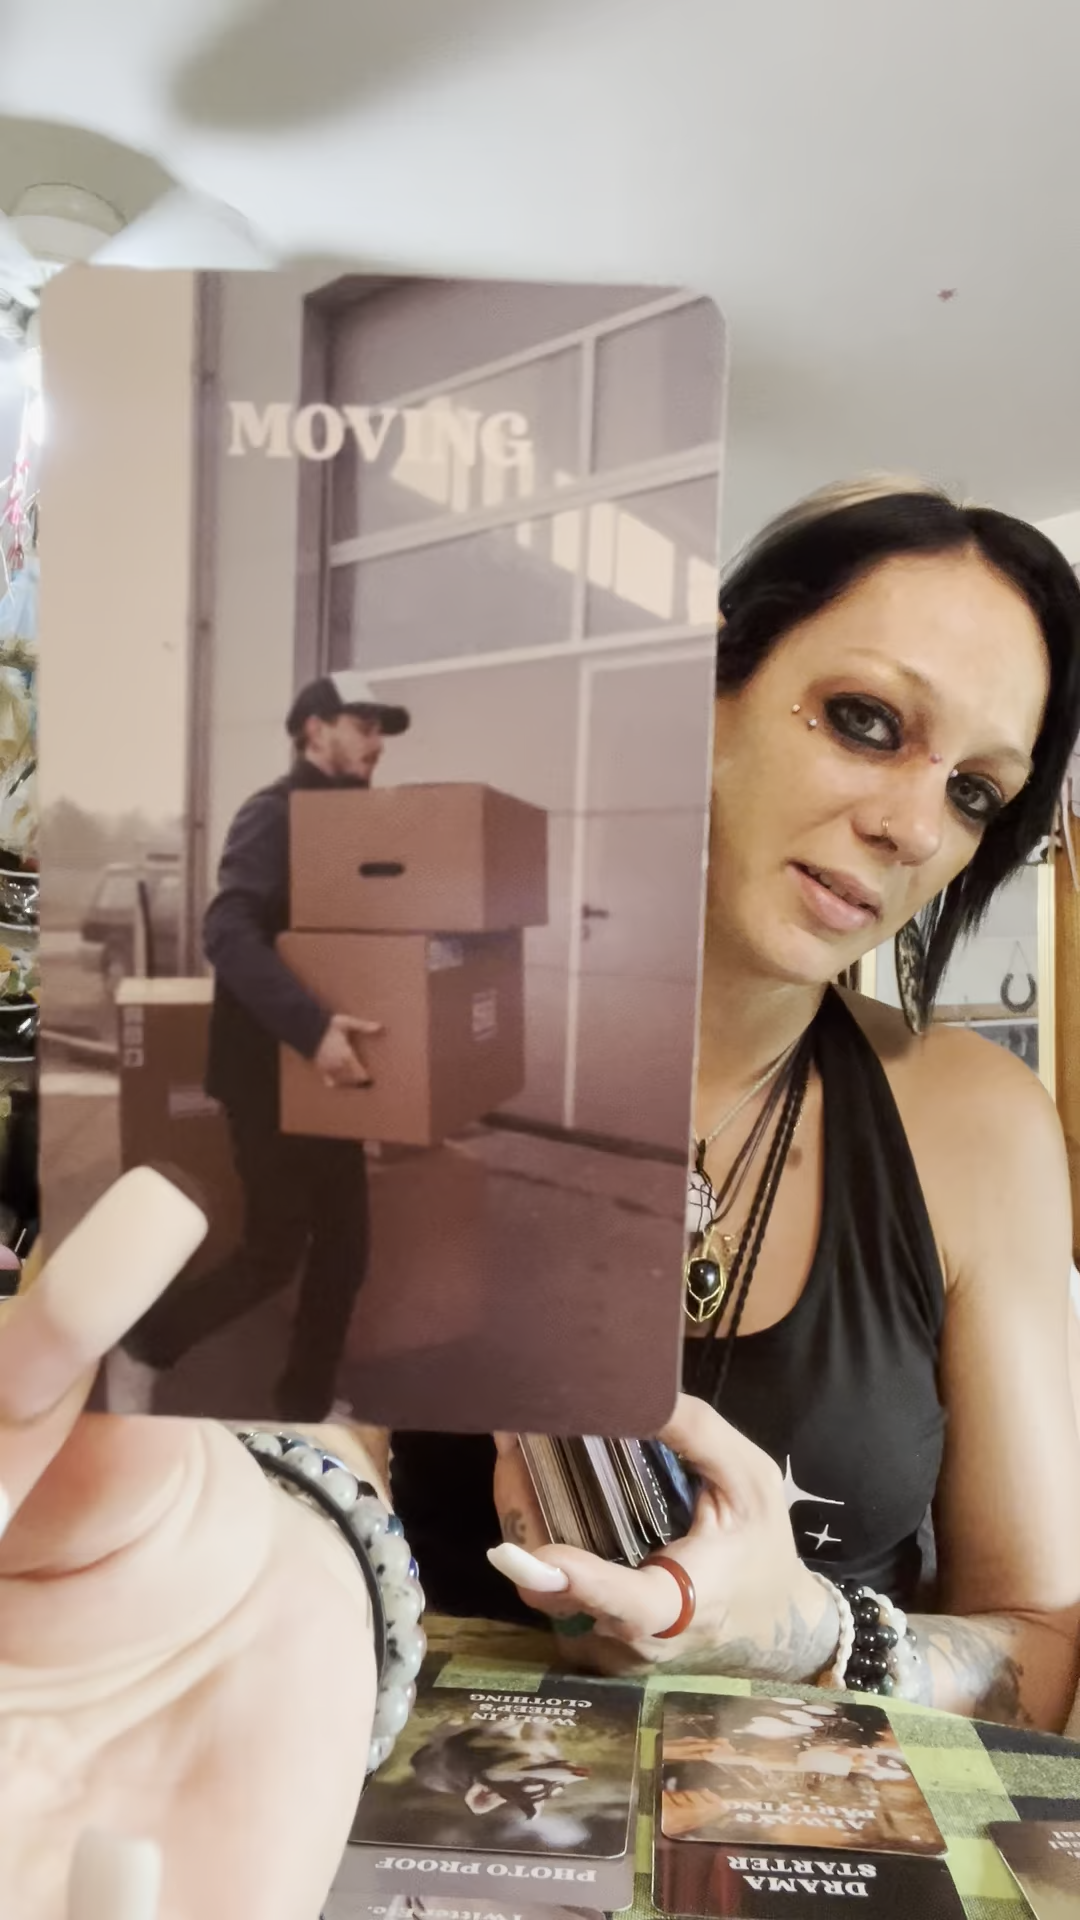 MOVING
WOLF IN
SHEEP'S
CLOTHING
PHOTO PROOF
ALWAYS
PARTYING
DRAMA
STARTER